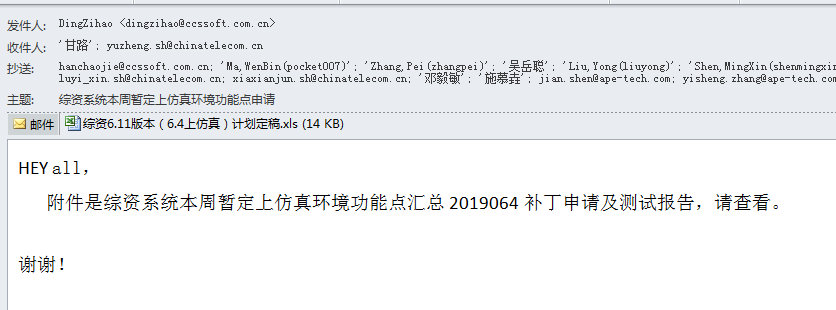 发件人: DingZihao <dingzihao@ccssoft.com.cn>
收件人: '甘路'; yuzheng.sh@chinatelecom.cn
抄送: hanchaojie@ccssoft.com.cn; 'Ma,WenBin(pocket007)'; 'Zhang,Pei(zhangpei)'; '吴岳聪'; 'Liu,Yong(liuyong)'; 'Shen,MingXin(shenmingxin
luyi_xin.sh@chinatelecom.cn; xiaxianjun.sh@chinatelecom.cn; '邓毅敏'; '施慕垚'; jian.shen@ape-tech.com; yisheng.zhang@ape-tech.com
主题: 综资系统本周暂定上仿真环境功能点申请
邮件 综资6.11版本（6.4上仿真）计划定稿.xls (14 KB)
HEY all，
附件是综资系统本周暂定上仿真环境功能点汇总 2019064 补丁申请及测试报告，请查看。
谢谢！